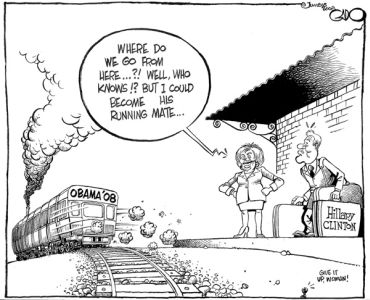 GADO
WHERE DO
WE GO FROM
HERE...?! WELL, WHO
KNOWS!? BUT I COULD
BECOME HIS
RUNNING MATE...
OBAMA '08
Hillary
CLINTON
GIVE IT
UP, WOMAN!